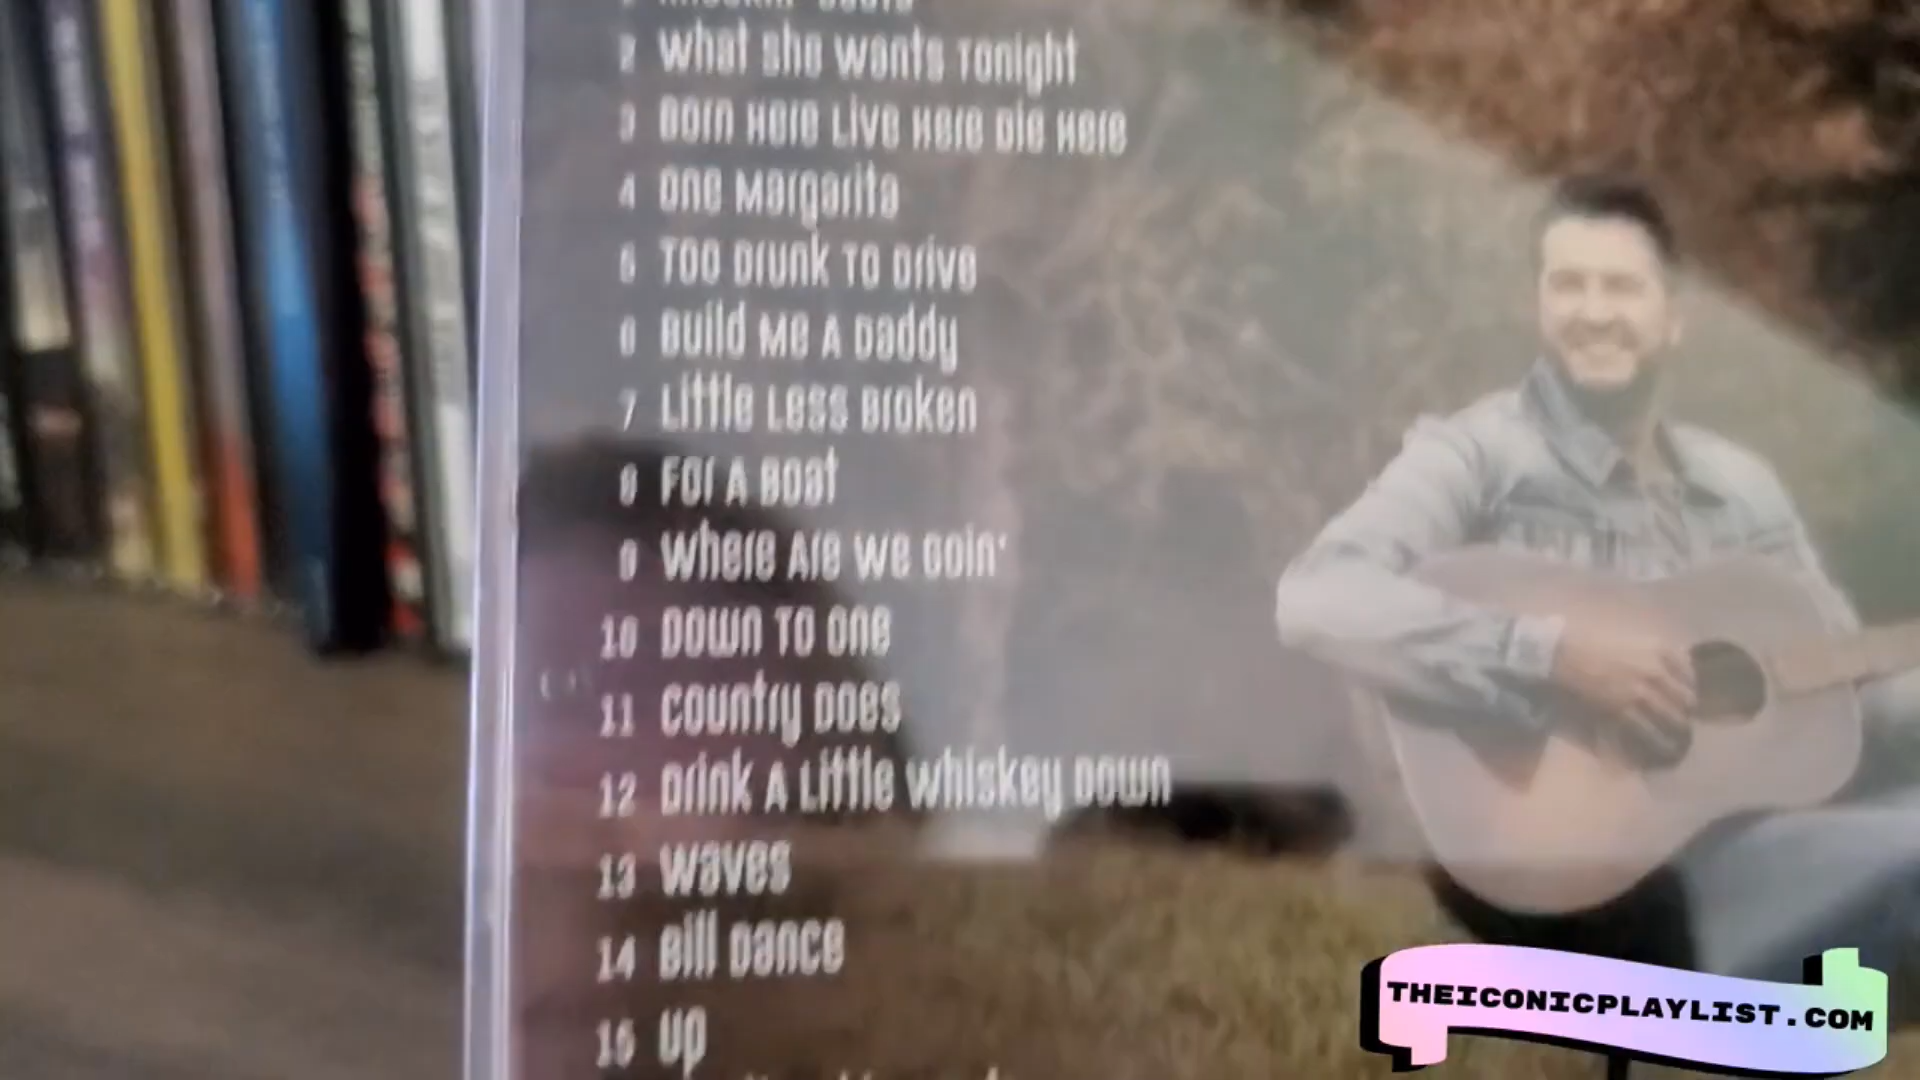 2 What She Wants Tonight
3 Born Here Live Here Die Here
4 One Margarita
5 Too Drunk To Drive
6 Build Me A Daddy
7 Little Less Broken
8 For A Boat
9 Where Are We Goin'
10 Down To One
11 Country Does
12 Drink A Little Whiskey Down
13 Waves
14 Bill Dance
15 Up
THEICONICPLAYLIST.COM